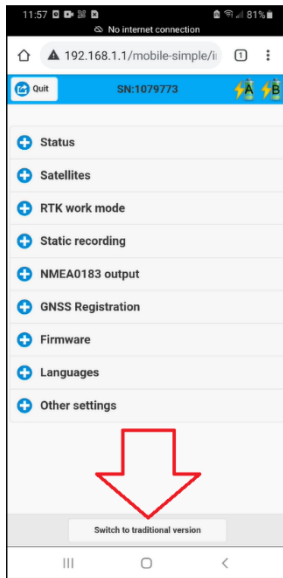 11:57 81%
No internet connection
192.168.1.1/mobile-simple/i
1
Quit SN:1079773 A B
Status
Satellites
RTK work mode
Static recording
NMEA0183 output
GNSS Registration
Firmware
Languages
Other settings
Switch to traditional version